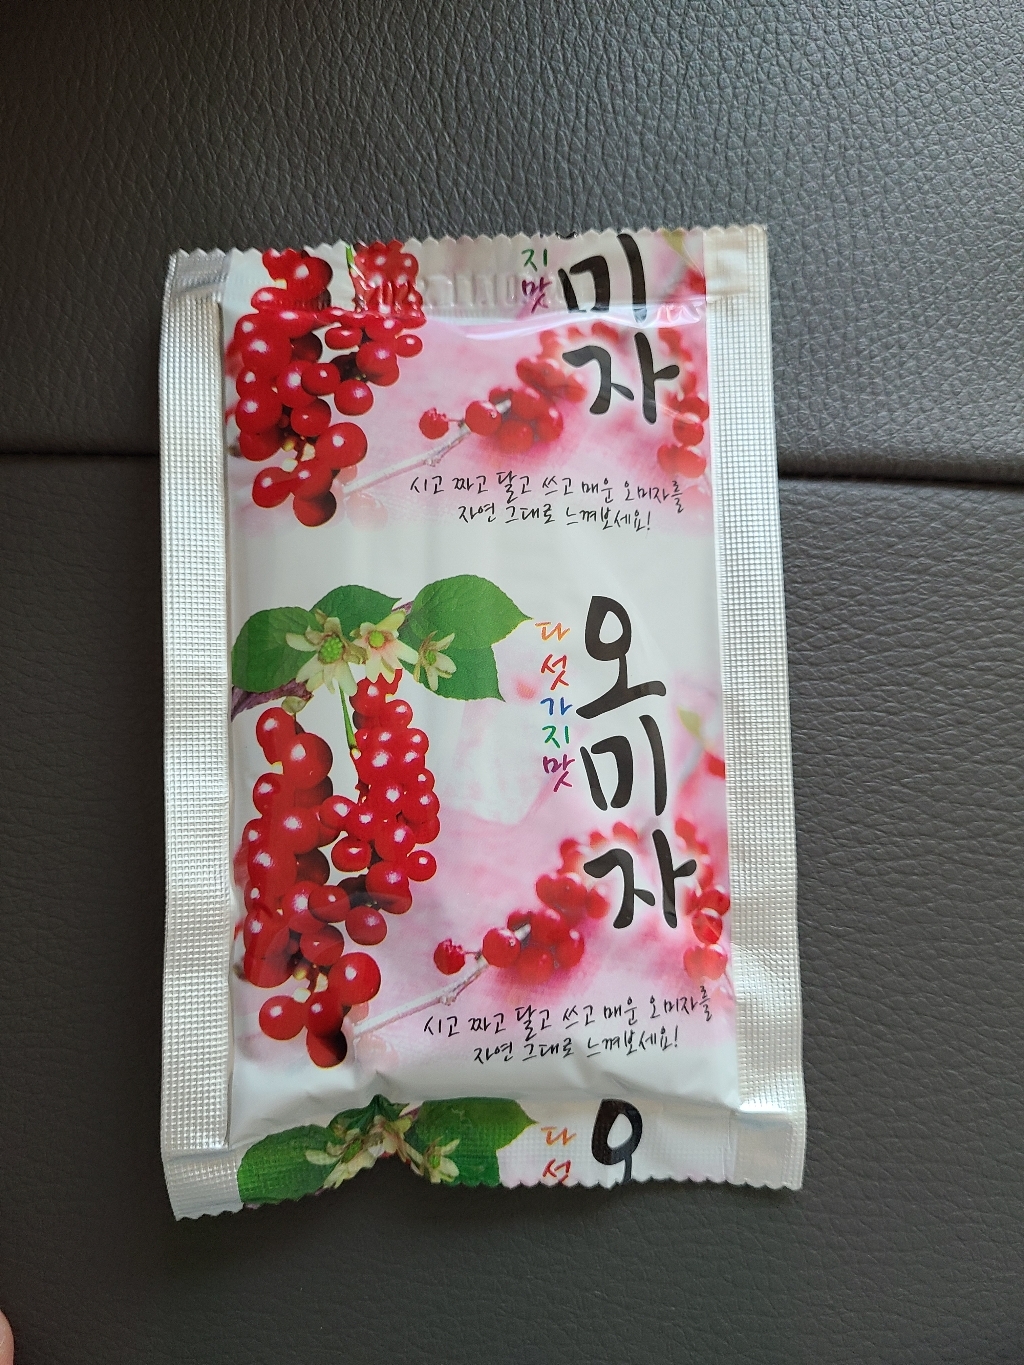 지맛
미자
시고 짜고 달고 쓰고 매운 오미자를
자연 그대로 느껴보세요!
다섯가지맛
오미자
시고 짜고 달고 쓰고 매운 오미자를
자연 그대로 느껴보세요!
다섯
오